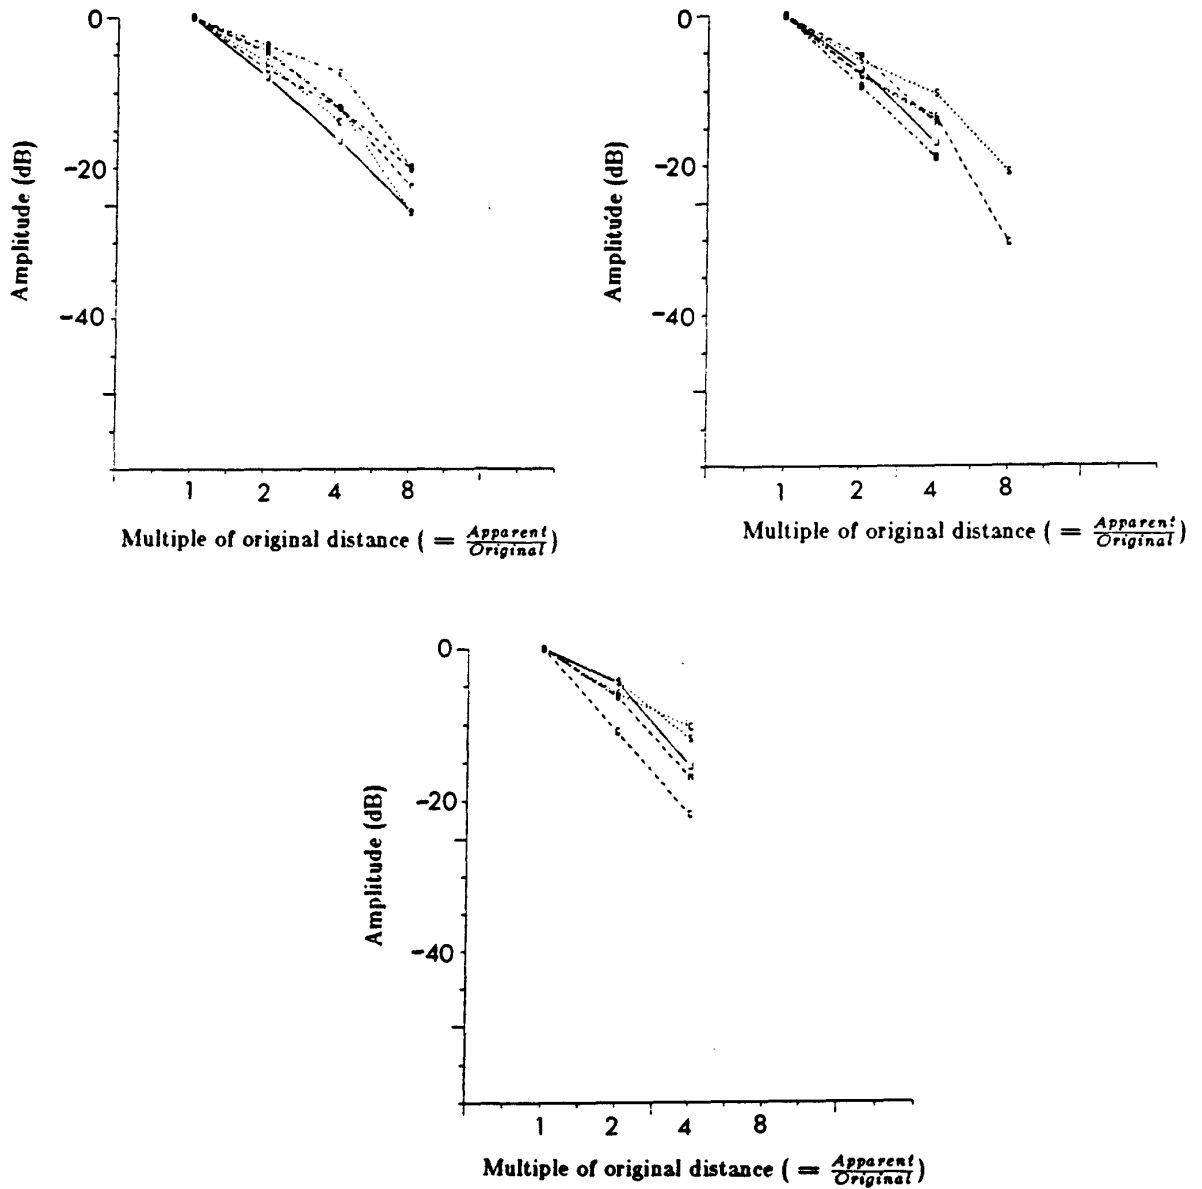 0
-20
-40
Amplitude (dB)
1 2 4 8
Multiple of original distance ( = Apparent/Original)
0
-20
-40
Amplitude (dB)
1 2 4 8
Multiple of original distance ( = Apparent/Original)
0
-20
-40
Amplitude (dB)
1 2 4 8
Multiple of original distance ( = Apparent/Original)